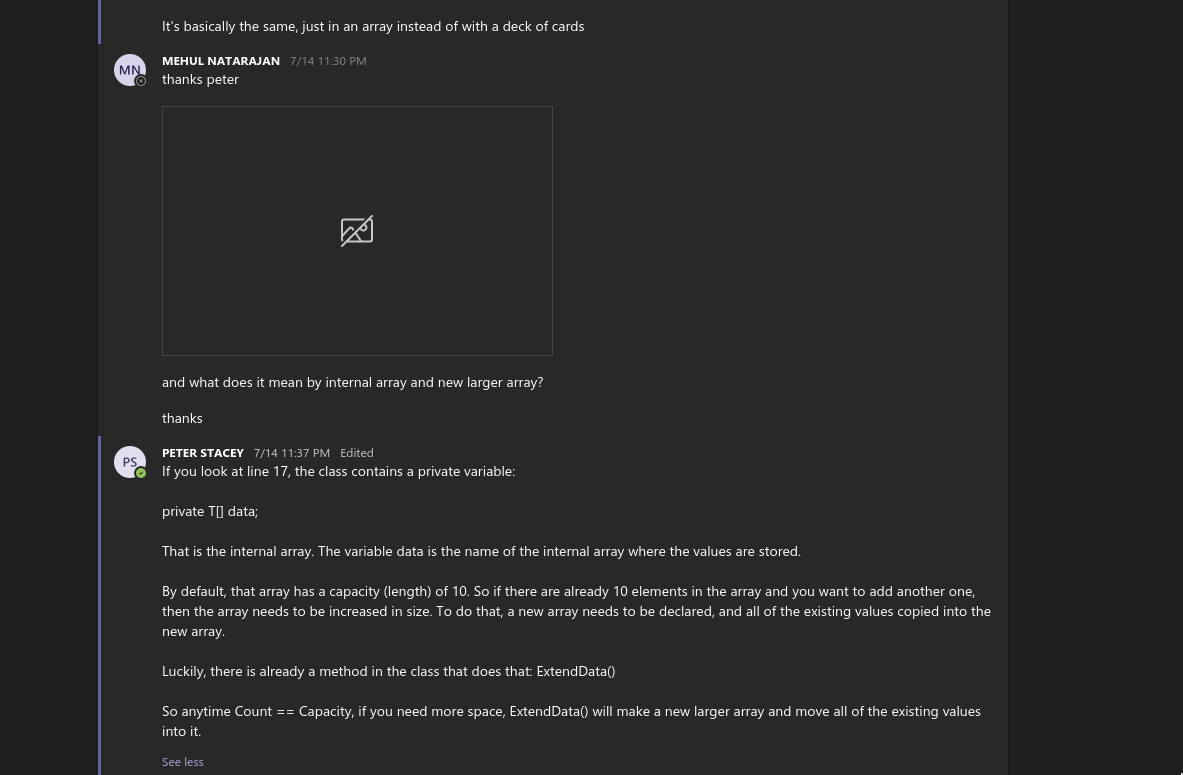 It's basically the same, just in an array instead of with a deck of cards
MN
MEHUL NATARAJAN 7/14 11:30 PM
thanks peter
and what does it mean by internal array and new larger array?
thanks
PS
PETER STACEY 7/14 11:37 PM Edited
If you look at line 17, the class contains a private variable:
private T[] data;
That is the internal array. The variable data is the name of the internal array where the values are stored.
By default, that array has a capacity (length) of 10. So if there are already 10 elements in the array and you want to add another one,
then the array needs to be increased in size. To do that, a new array needs to be declared, and all of the existing values copied into the
new array.
Luckily, there is already a method in the class that does that: ExtendData()
So anytime Count == Capacity, if you need more space, ExtendData() will make a new larger array and move all of the existing values
into it.
See less